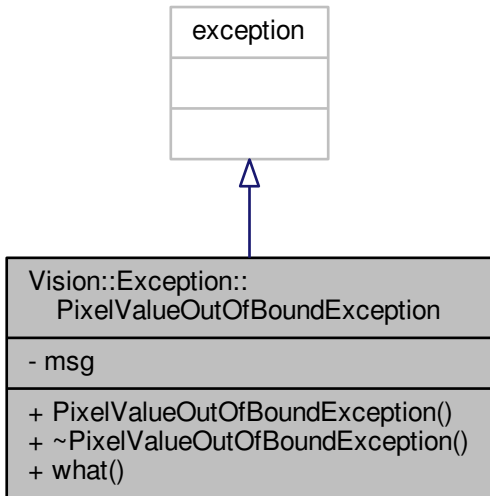 exception
Vision::Exception::
PixelValueOutOfBoundException
- msg
+ PixelValueOutOfBoundException()
+ ~PixelValueOutOfBoundException()
+ what()